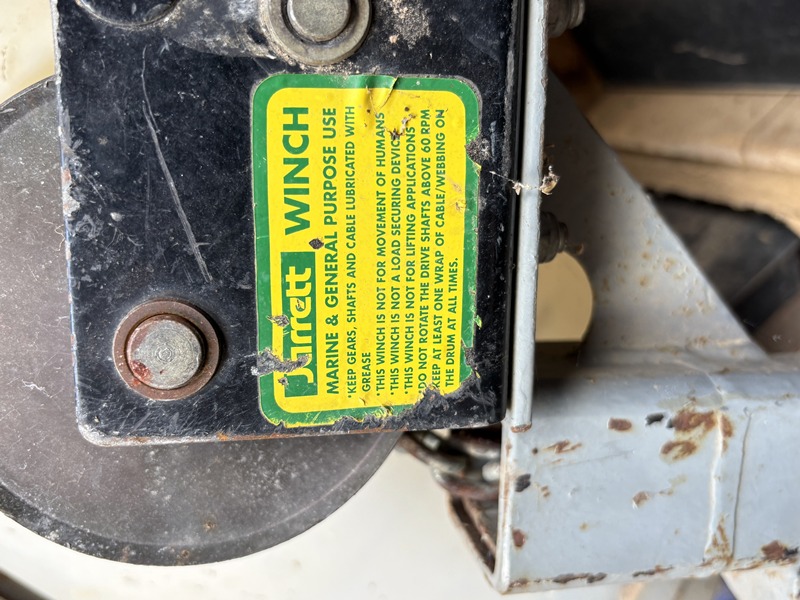 Jarrett WINCH
MARINE & GENERAL PURPOSE USE
*KEEP GEARS, SHAFTS AND CABLE LUBRICATED WITH
GREASE
*THIS WINCH IS NOT FOR MOVEMENT OF HUMANS
*THIS WINCH IS NOT A LOAD SECURING DEVICE
*THIS WINCH IS NOT FOR LIFTING APPLICATIONS
DO NOT ROTATE THE DRIVE SHAFTS ABOVE 60 RPM
KEEP AT LEAST ONE WRAP OF CABLE/WEBBING ON
THE DRUM AT ALL TIMES.